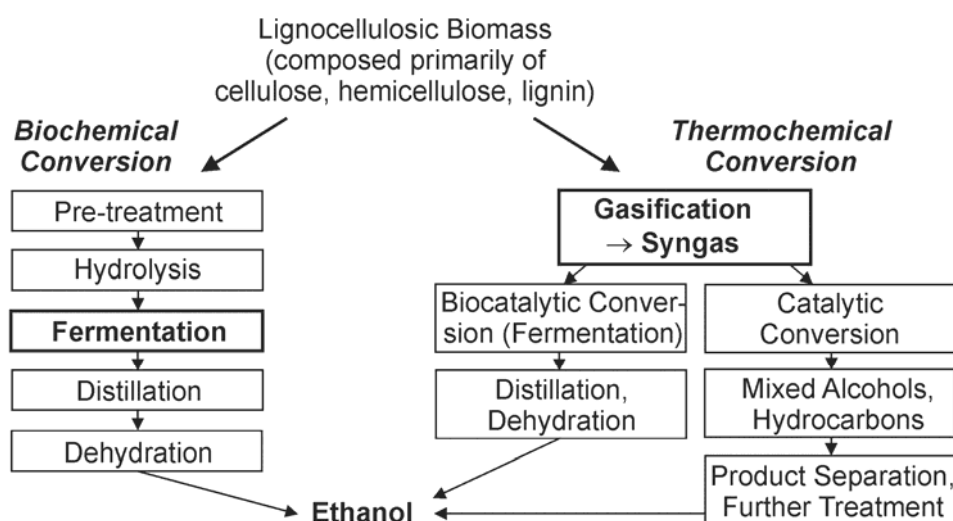 Lignocellulosic Biomass
(composed primarily of
cellulose, hemicellulose, lignin)
Biochemical
Conversion
Pre-treatment
Hydrolysis
Fermentation
Distillation
Dehydration
Thermochemical
Conversion
Gasification
→ Syngas
Biocatalytic Conver-
sion (Fermentation)
Distillation,
Dehydration
Catalytic
Conversion
Mixed Alcohols,
Hydrocarbons
Product Separation,
Further Treatment
Ethanol